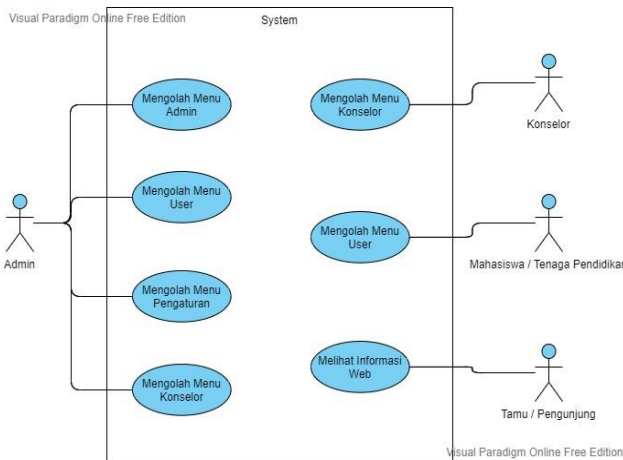 Visual Paradigm Online Free Edition
System
Mengolah Menu
Admin
Mengolah Menu
User
Mengolah Menu
Pengaturan
Mengolah Menu
Konselor
Mengolah Menu
Konselor
Mengolah Menu
User
Melihat Informasi
Web
Admin
Konselor
Mahasiswa / Tenaga Pendidikan
Tamu / Pengunjung
Visual Paradigm Online Free Edition